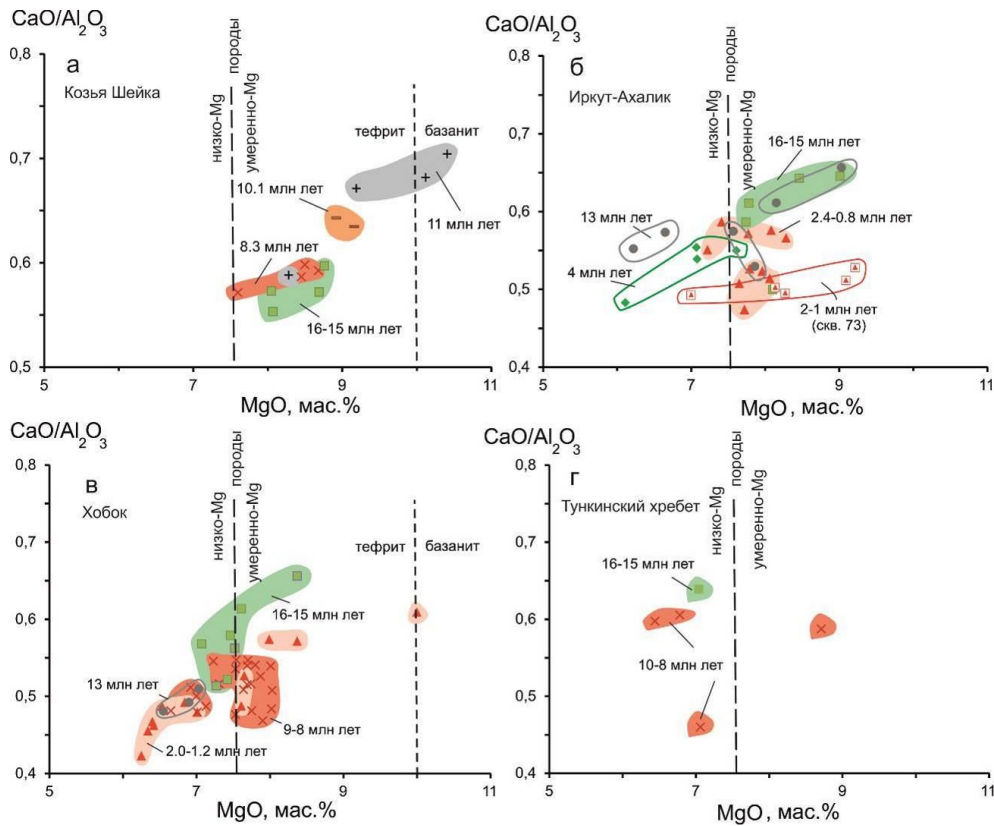 CaO/Al2O3
а
Козья Шейка
низко-Mg
породы
умеренно-Mg
тефрит
базанит
10.1 млн лет
11 млн лет
8.3 млн лет
16-15 млн лет
0,8
0,7
0,6
0,5
5
7
9
11
MgO, мас.%
CaO/Al2O3
б
Иркут-Ахалик
низко-Mg
породы
умеренно-Mg
16-15 млн лет
13 млн лет
2.4-0.8 млн лет
4 млн лет
2-1 млн лет
(скв. 73)
0,8
0,7
0,6
0,5
0,4
5
7
9
11
MgO, мас.%
CaO/Al2O3
в
Хобок
низко-Mg
породы
умеренно-Mg
тефрит
базанит
16-15 млн лет
13 млн лет
9-8 млн лет
2.0-1.2 млн лет
0,8
0,7
0,6
0,5
0,4
5
7
9
11
MgO, мас.%
CaO/Al2O3
г
Тункинский хребет
низко-Mg
породы
умеренно-Mg
16-15 млн лет
10-8 млн лет
0,8
0,7
0,6
0,5
0,4
5
7
9
11
MgO, мас.%